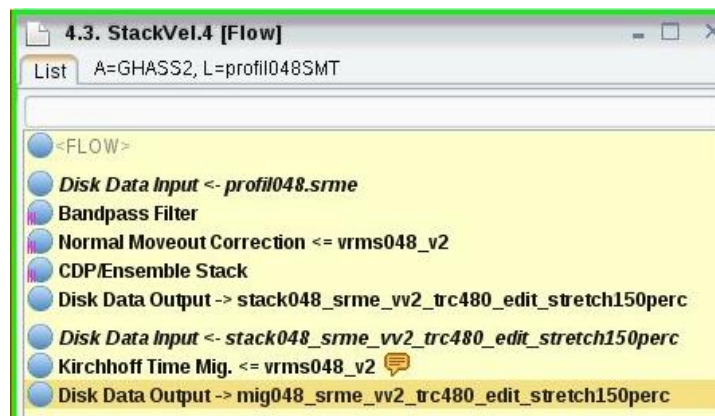 4.3. StackVel.4 [Flow]
List A=GHASS2, L=profil048SMT
<FLOW>
Disk Data Input <- profil048.srme
Bandpass Filter
Normal Moveout Correction <= vrms048_v2
CDP/Ensemble Stack
Disk Data Output -> stack048_srme_vv2_trc480_edit_stretch150perc
Disk Data Input <- stack048_srme_vv2_trc480_edit_stretch150perc
Kirchhoff Time Mig. <= vrms048_v2
Disk Data Output -> mig048_srme_vv2_trc480_edit_stretch150perc